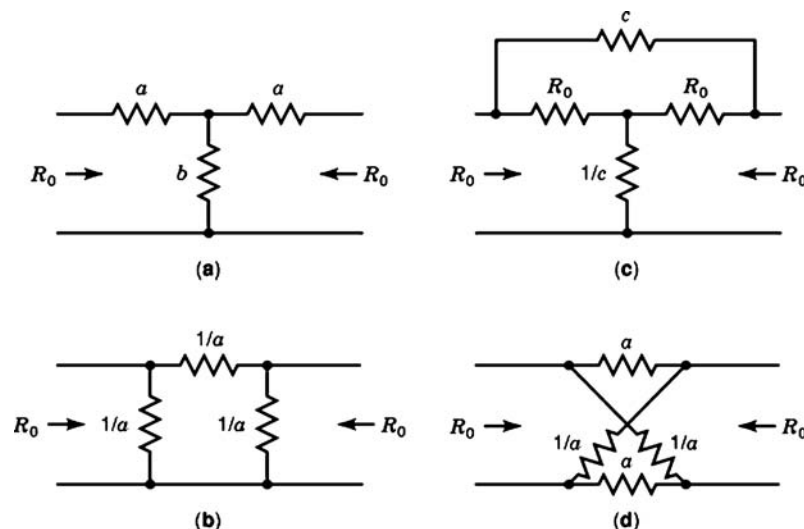 a a
b
R₀ R₀
(a)
c
R₀ R₀
1/c
R₀ R₀
(c)
1/a
1/a 1/a
R₀ R₀
(b)
a
1/a 1/a
a
R₀ R₀
(d)